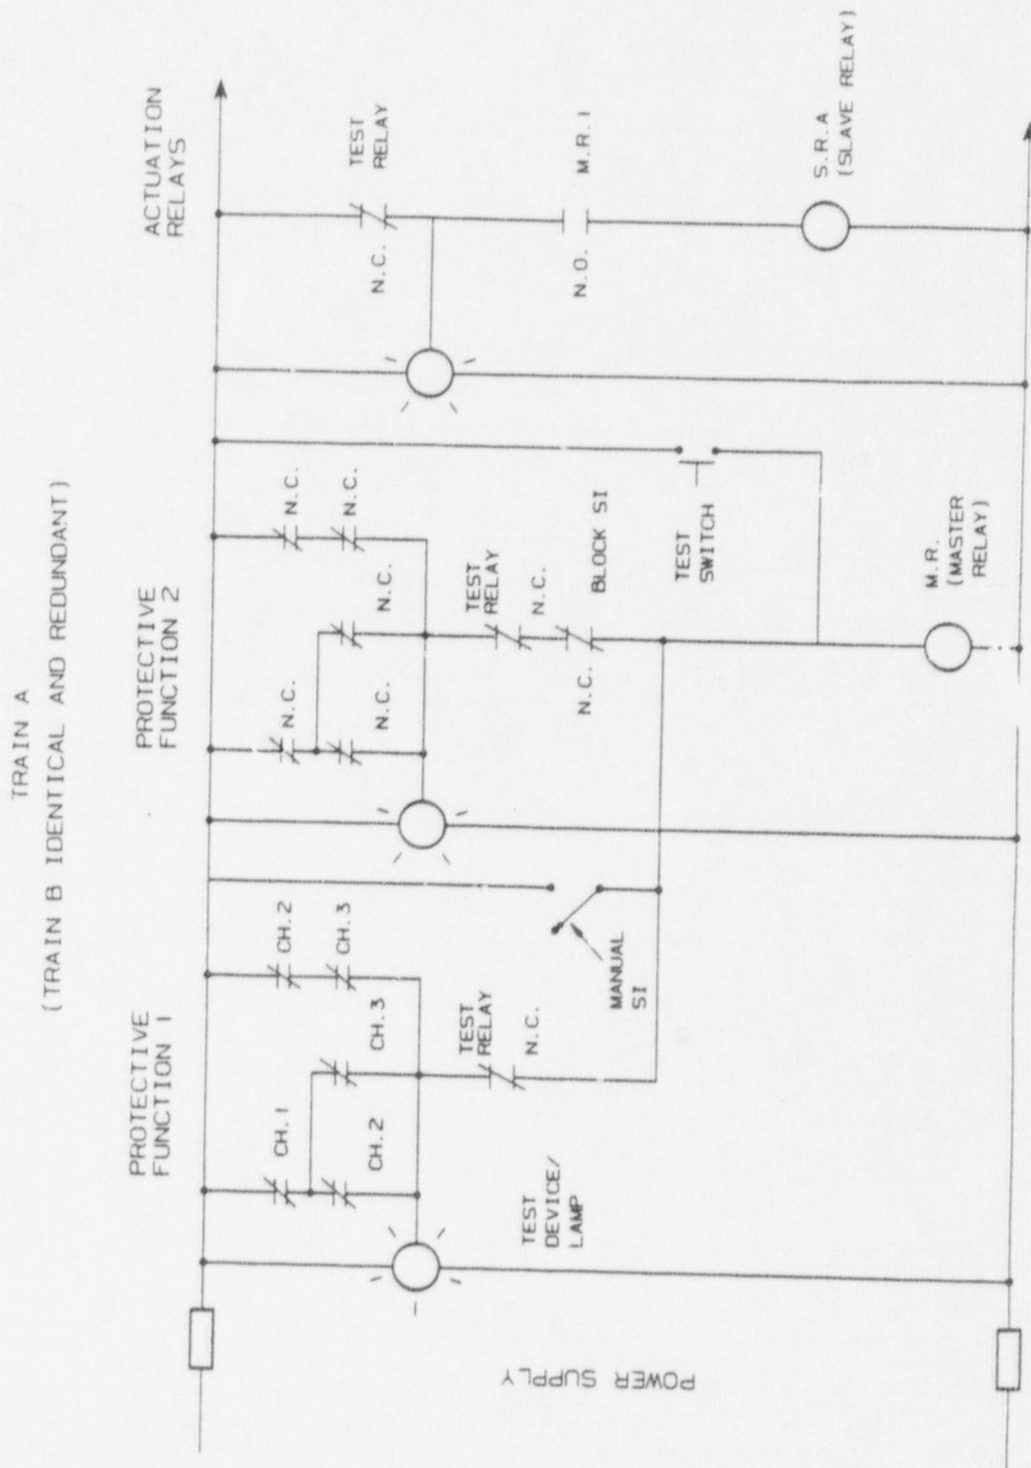 TRAIN A
(TRAIN B IDENTICAL AND REDUNDANT)
PROTECTIVE
FUNCTION 1
PROTECTIVE
FUNCTION 2
ACTUATION
RELAYS
CH.1
CH.2
CH.3
CH.2
CH.3
TEST
RELAY
N.C.
TEST
DEVICE/
LAMP
MANUAL
SI
N.C.
N.C.
N.C.
N.C.
N.C.
TEST
RELAY
N.C.
N.C.
BLOCK SI
TEST
SWITCH
M.R.
(MASTER
RELAY)
TEST
RELAY
N.C.
M.R.1
N.O.
S.R.A
(SLAVE RELAY)
POWER SUPPLY